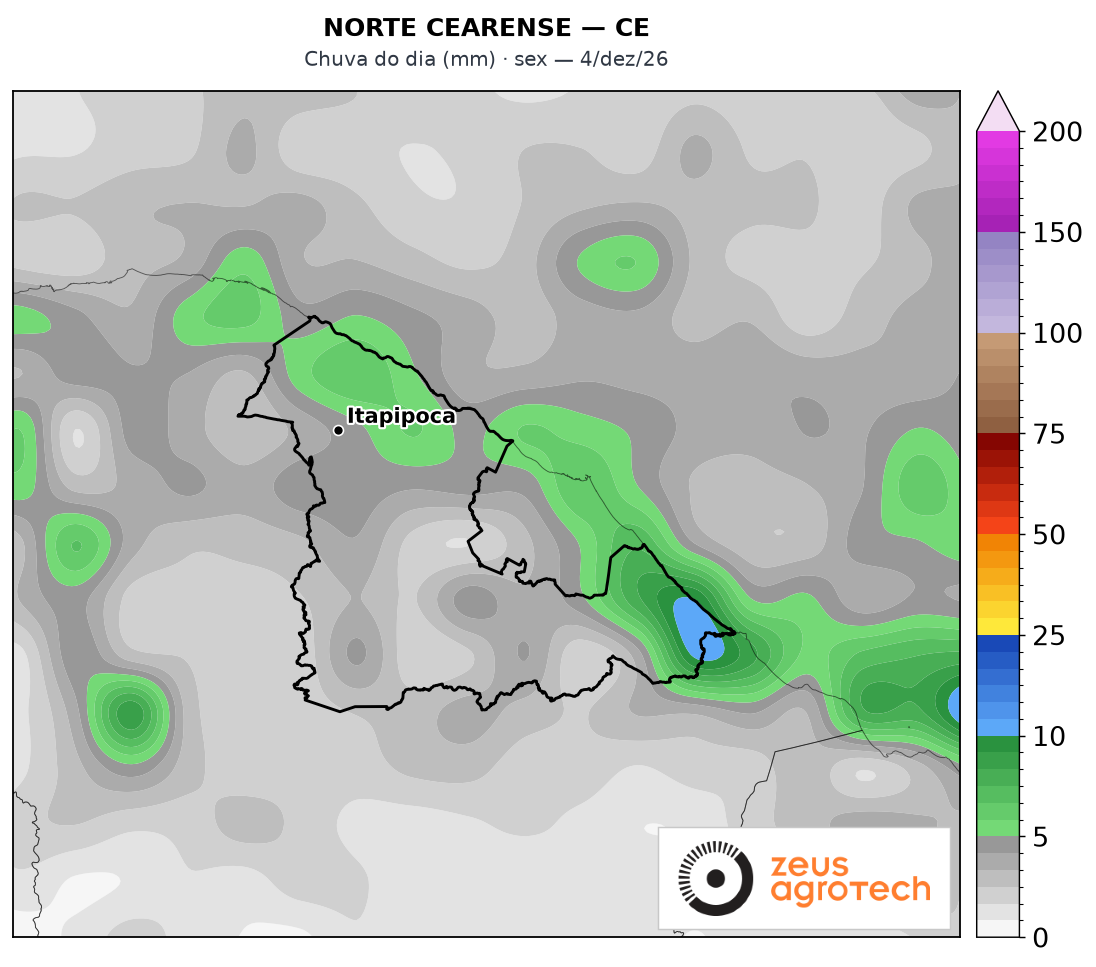 NORTE CEARENSE — CE
Chuva do dia (mm) · sex — 4/dez/26
Itapipoca
200
150
100
75
50
25
10
5
0
zeus
agrotech